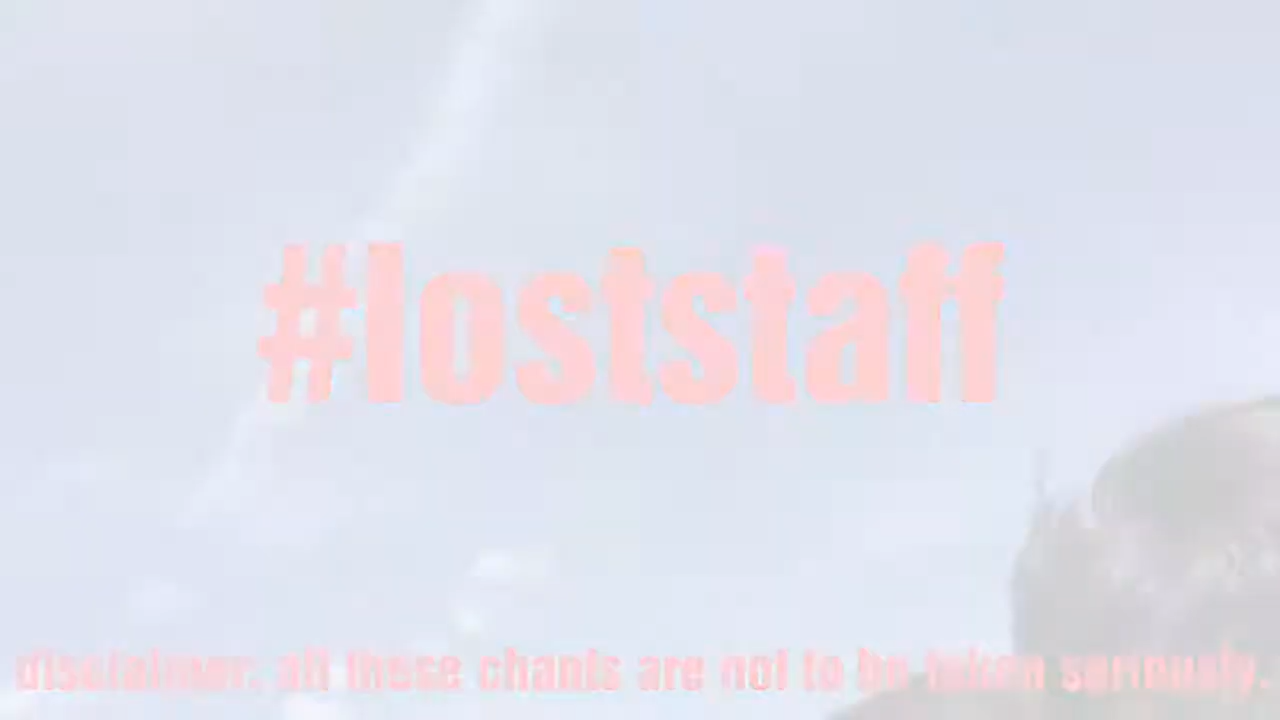 #loststaff
disclaimer. all these chants are not to be taken seriously.